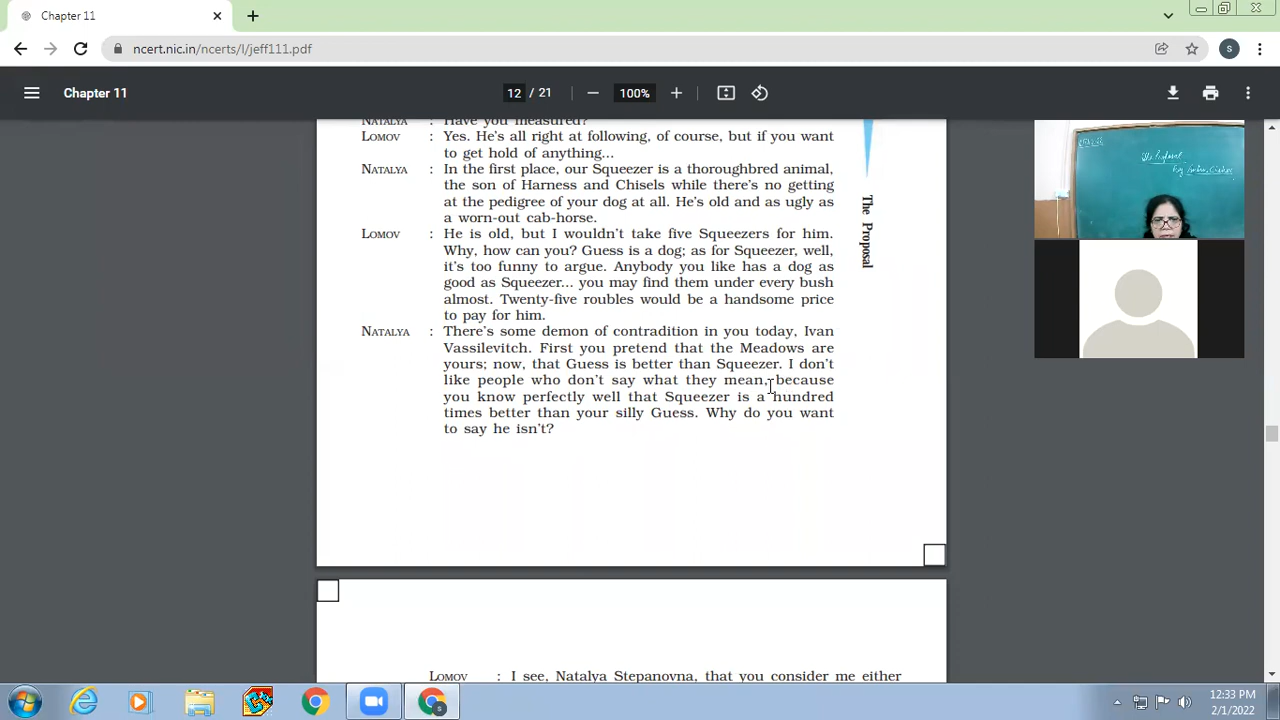 Chapter 11
ncert.nic.in/ncerts/l/jeff111.pdf
S
Chapter 11
12 / 21
100%
NATALYA : Have you measured?
LOMOV : Yes. He's all right at following, of course, but if you want
to get hold of anything...
NATALYA : In the first place, our Squeezer is a thoroughbred animal,
the son of Harness and Chisels while there's no getting
at the pedigree of your dog at all. He's old and as ugly as
a worn-out cab-horse.
LOMOV : He is old, but I wouldn't take five Squeezers for him.
Why, how can you? Guess is a dog; as for Squeezer, well,
it's too funny to argue. Anybody you like has a dog as
good as Squeezer... you may find them under every bush
almost. Twenty-five roubles would be a handsome price
to pay for him.
NATALYA : There's some demon of contradition in you today, Ivan
Vassilevitch. First you pretend that the Meadows are
yours; now, that Guess is better than Squeezer. I don't
like people who don't say what they mean, because
you know perfectly well that Squeezer is a hundred
times better than your silly Guess. Why do you want
to say he isn't?
The Proposal
LOMOV : I see, Natalya Stepanovna, that you consider me either
The Proposal
by
12:33 PM
2/1/2022